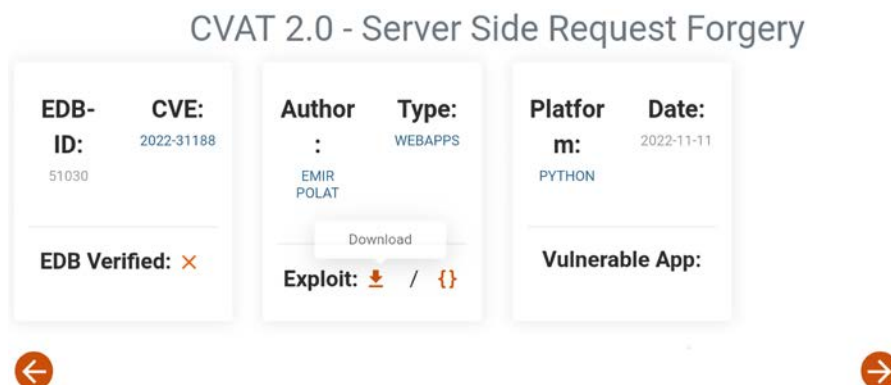 CVAT 2.0 - Server Side Request Forgery
EDB-ID:
51030
CVE:
2022-31188
EDB Verified: ×
Author:
EMIR
POLAT
Type:
WEBAPPS
Download
Exploit: / {}
Platform:
PYTHON
Date:
2022-11-11
Vulnerable App: